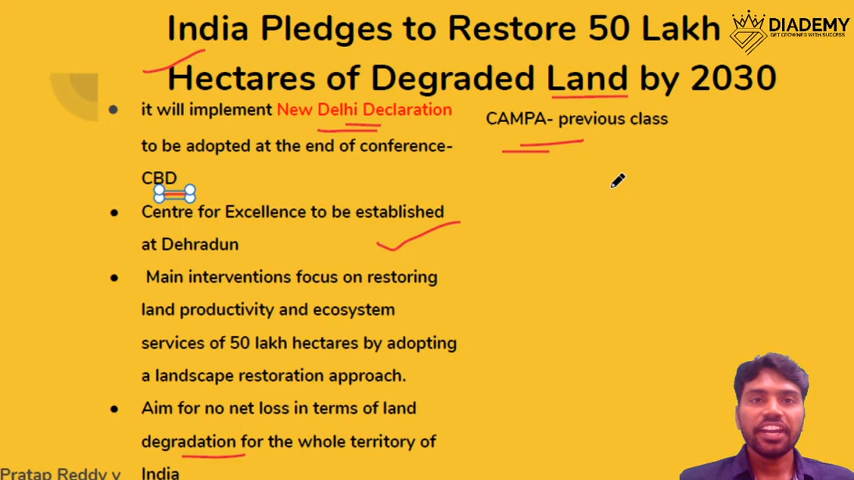 India Pledges to Restore 50 Lakh
Hectares of Degraded Land by 2030
DIADEMY
GET CROWNED WITH SUCCESS
● it will implement New Delhi Declaration
to be adopted at the end of conference-
CBD
● Centre for Excellence to be established
at Dehradun
● Main interventions focus on restoring
land productivity and ecosystem
services of 50 lakh hectares by adopting
a landscape restoration approach.
● Aim for no net loss in terms of land
degradation for the whole territory of
India
CAMPA- previous class
Pratap Reddy v